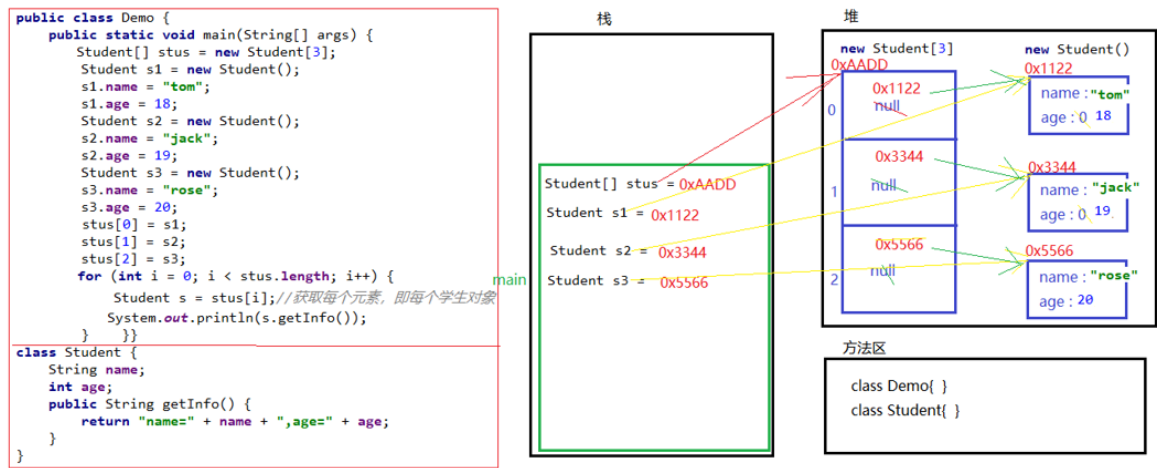 public class Demo {
public static void main(String[] args) {
Student[] stus = new Student[3];
Student s1 = new Student();
s1.name = "tom";
s1.age = 18;
Student s2 = new Student();
s2.name = "jack";
s2.age = 19;
Student s3 = new Student();
s3.name = "rose";
s3.age = 20;
stus[0] = s1;
stus[1] = s2;
stus[2] = s3;
for (int i = 0; i < stus.length; i++) {
Student s = stus[i];//获取每个元素，即每个学生对象
System.out.println(s.getInfo());
} }}
class Student {
String name;
int age;
public String getInfo() {
return "name=" + name + ",age=" + age;
}
}
栈
main
Student[] stus = 0xAADD
Student s1 = 0x1122
Student s2 = 0x3344
Student s3 = 0x5566
堆
new Student[3]
0xAADD
0
0x1122
null
1
0x3344
null
2
0x5566
null
new Student()
0x1122
name : "tom"
age : 0 18
0x3344
name : "jack"
age : 0 19
0x5566
name : "rose"
age : 20
方法区
class Demo{ }
class Student{ }